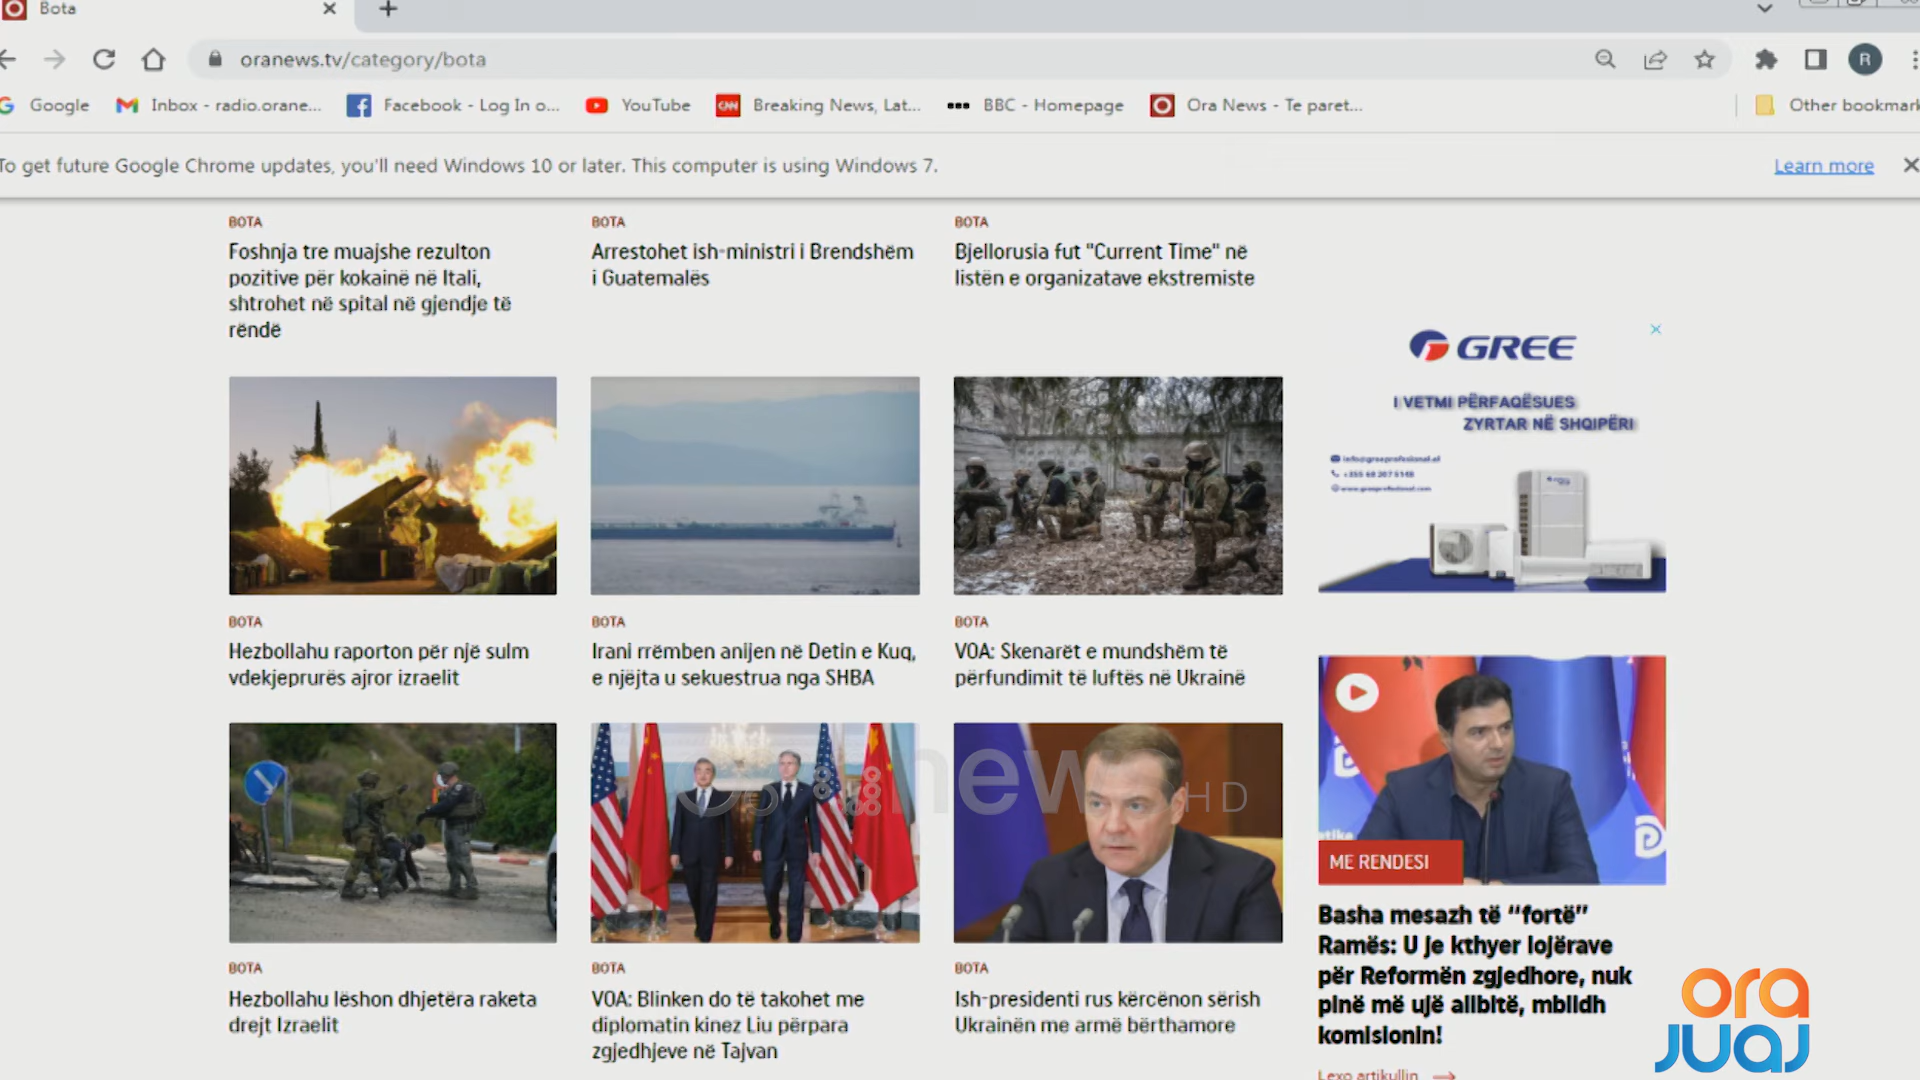 Bota
oranews.tv/category/bota
Google
Inbox - radio.orane...
Facebook - Log In o...
YouTube
CNN
Breaking News, Lat...
BBC - Homepage
Ora News - Te paret...
Other bookmark
To get future Google Chrome updates, you'll need Windows 10 or later. This computer is using Windows 7.
Learn more
BOTA
Foshnja tre muajshe rezulton
pozitive për kokainë në Itali,
shtrohet në spital në gjendje të
rëndë
BOTA
Arrestohet ish-ministri i Brendshëm
i Guatemalës
BOTA
Bjellorusia fut "Current Time" në
listën e organizatave ekstremiste
GREE
I VETMI PËRFAQËSUES
ZYRTAR NË SHQIPËRI
BOTA
Hezbollahu raporton për një sulm
vdekjeprurës ajror izraelit
BOTA
Irani rrëmben anijen në Detin e Kuq,
e njëjta u sekuestrua nga SHBA
BOTA
VOA: Skenarët e mundshëm të
përfundimit të luftës në Ukrainë
BOTA
Hezbollahu lëshon dhjetëra raketa
drejt Izraelit
BOTA
VOA: Blinken do të takohet me
diplomatin kinez Liu përpara
zgjedhjeve në Tajvan
BOTA
Ish-presidenti rus kërcënon sërish
Ukrainën me armë bërthamore
ME RENDESI
Basha mesazh të “fortë”
Ramës: U je kthyer lojërave
për Reformën zgjedhore, nuk
pinë më ujë alibitë, mblidh
komisionin!
Lexo artikullin
HD
ora
JUAJ